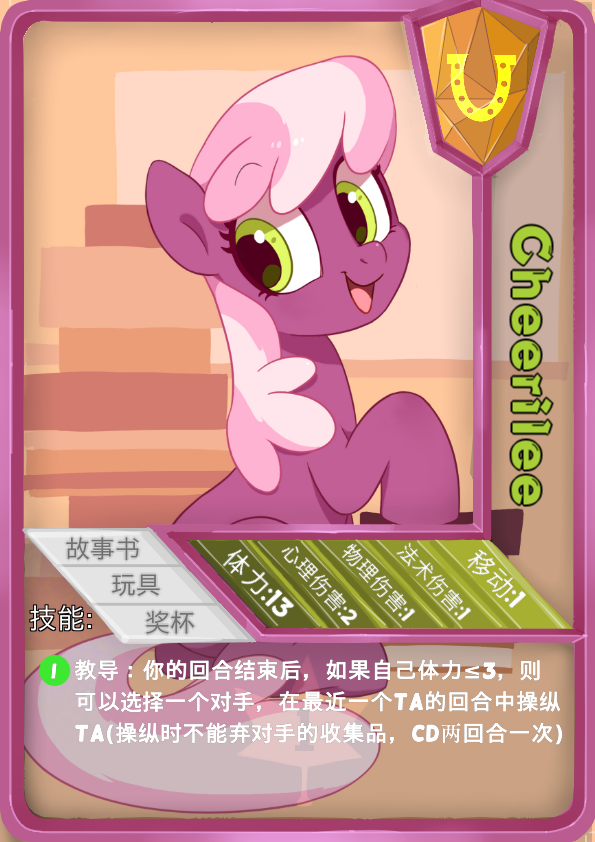 Cheerilee
故事书
玩具
奖杯
体力:13
心理伤害:2
物理伤害:1
法术伤害:1
移动:1
技能:
1 教导：你的回合结束后，如果自己体力≤3，则
可以选择一个对手，在最近一个TA的回合中操纵
TA(操纵时不能弃对手的收集品，CD两回合一次)